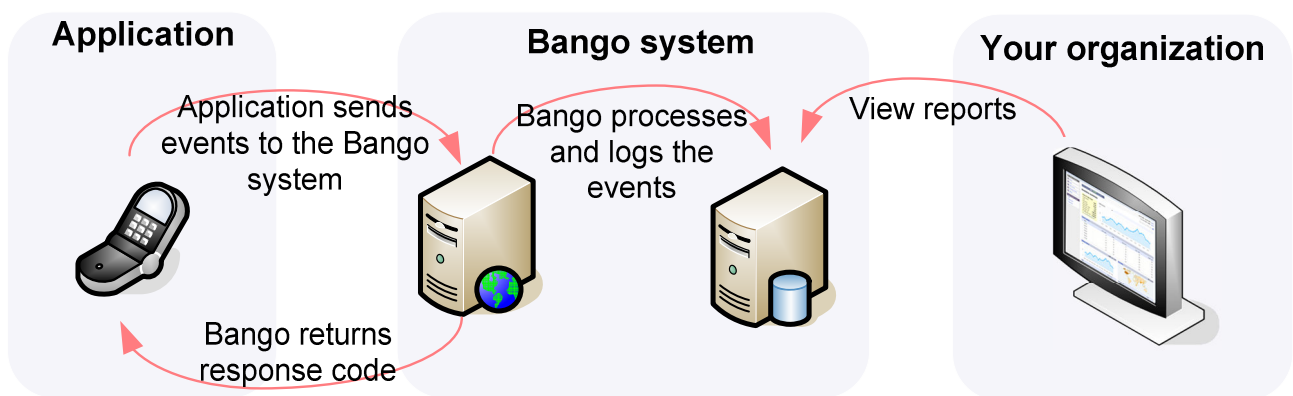 Application
Bango system
Your organization
Application sends
events to the Bango
system
Bango processes
and logs the
events
View reports
Bango returns
response code